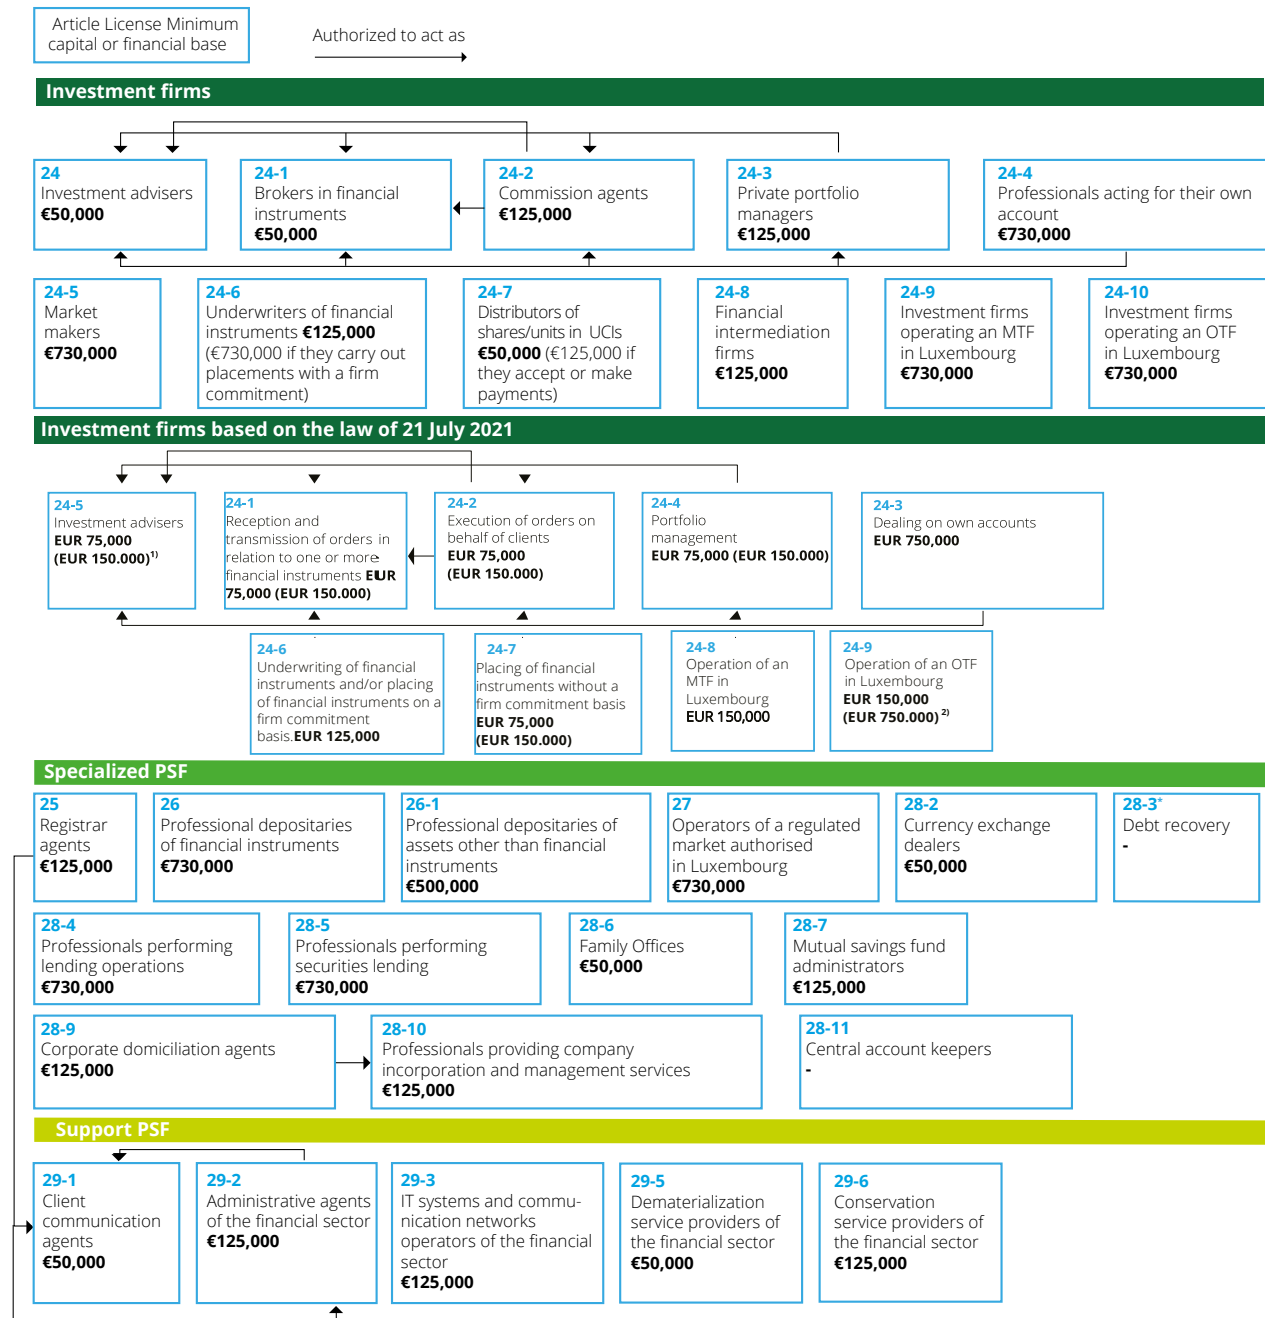 Article License Minimum
capital or financial base
Authorized to act as
Investment firms
24
Investment advisers
€50,000
24-1
Brokers in financial
instruments
€50,000
24-2
Commission agents
€125,000
24-3
Private portfolio
managers
€125,000
24-4
Professionals acting for their own
account
€730,000
24-5
Market
makers
€730,000
24-6
Underwriters of financial
instruments €125,000
(€730,000 if they carry out
placements with a firm
commitment)
24-7
Distributors of
shares/units in UCIs
€50,000 (€125,000 if
they accept or make
payments)
24-8
Financial
intermediation
firms
€125,000
24-9
Investment firms
operating an MTF
in Luxembourg
€730,000
24-10
Investment firms
operating an OTF
in Luxembourg
€730,000
Investment firms based on the law of 21 July 2021
24-5
Investment advisers
EUR 75,000
(EUR 150.000)¹⁾
24-1
Reception and
transmission of orders in
relation to one or more
financial instruments EUR
75,000 (EUR 150.000)
24-2
Execution of orders on
behalf of clients
EUR 75,000
(EUR 150.000)
24-4
Portfolio
management
EUR 75,000 (EUR 150.000)
24-3
Dealing on own accounts
EUR 750,000
24-6
Underwriting of financial
instruments and/or placing
of financial instruments on a
firm commitment
basis.EUR 125,000
24-7
Placing of financial
instruments without a
firm commitment basis
EUR 75,000
(EUR 150.000)
24-8
Operation of an
MTF in
Luxembourg
EUR 150,000
24-9
Operation of an OTF
in Luxembourg
EUR 150,000
(EUR 750.000) ²⁾
Specialized PSF
25
Registrar
agents
€125,000
26
Professional depositaries
of financial instruments
€730,000
26-1
Professional depositaries of
assets other than financial
instruments
€500,000
27
Operators of a regulated
market authorised
in Luxembourg
€730,000
28-2
Currency exchange
dealers
€50,000
28-3*
Debt recovery
-
28-4
Professionals performing
lending operations
€730,000
28-5
Professionals performing
securities lending
€730,000
28-6
Family Offices
€50,000
28-7
Mutual savings fund
administrators
€125,000
28-9
Corporate domiciliation agents
€125,000
28-10
Professionals providing company
incorporation and management services
€125,000
28-11
Central account keepers
-
Support PSF
29-1
Client
communication
agents
€50,000
29-2
Administrative agents
of the financial sector
€125,000
29-3
IT systems and commu-
nication networks
operators of the financial
sector
€125,000
29-5
Dematerialization
service providers of
the financial sector
€50,000
29-6
Conservation
service providers of
the financial sector
€125,000